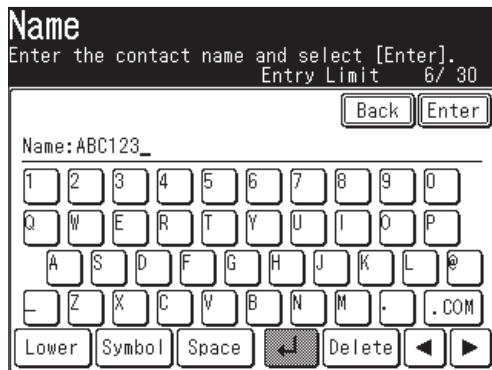 Name
Enter the contact name and select [Enter].
Entry Limit 6/ 30
Back Enter
Name:ABC123_
1 2 3 4 5 6 7 8 9 0
Q W E R T Y U I O P
A S D F G H J K L @
_ Z X C V B N M . .COM
Lower Symbol Space ↵ Delete ◀ ▶